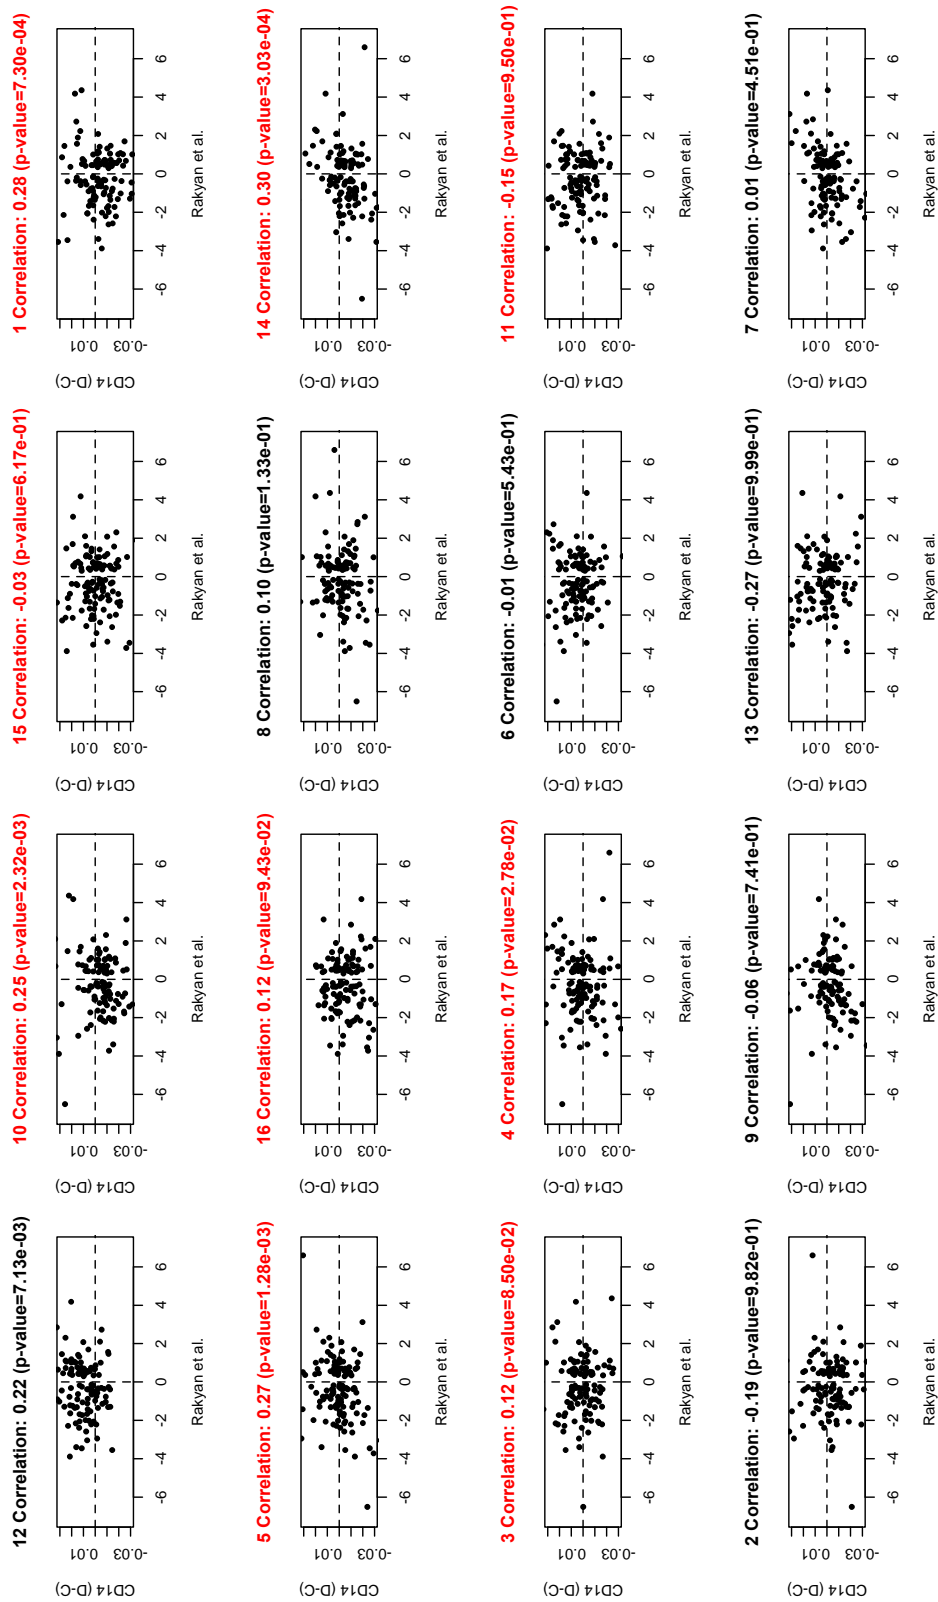 12 Correlation: 0.22 (p-value=7.13e-03)
CD14 (D-C)
0.01
-0.03
-6 -4 -2 0 2 4 6
Rakyan et al.
10 Correlation: 0.25 (p-value=2.32e-03)
CD14 (D-C)
0.01
-0.03
-6 -4 -2 0 2 4 6
Rakyan et al.
15 Correlation: -0.03 (p-value=6.17e-01)
CD14 (D-C)
0.01
-0.03
-6 -4 -2 0 2 4 6
Rakyan et al.
1 Correlation: 0.28 (p-value=7.30e-04)
CD14 (D-C)
0.01
-0.03
-6 -4 -2 0 2 4 6
Rakyan et al.
5 Correlation: 0.27 (p-value=1.28e-03)
CD14 (D-C)
0.01
-0.03
-6 -4 -2 0 2 4 6
Rakyan et al.
16 Correlation: 0.12 (p-value=9.43e-02)
CD14 (D-C)
0.01
-0.03
-6 -4 -2 0 2 4 6
Rakyan et al.
8 Correlation: 0.10 (p-value=1.33e-01)
CD14 (D-C)
0.01
-0.03
-6 -4 -2 0 2 4 6
Rakyan et al.
14 Correlation: 0.30 (p-value=3.03e-04)
CD14 (D-C)
0.01
-0.03
-6 -4 -2 0 2 4 6
Rakyan et al.
3 Correlation: 0.12 (p-value=8.50e-02)
CD14 (D-C)
0.01
-0.03
-6 -4 -2 0 2 4 6
Rakyan et al.
4 Correlation: 0.17 (p-value=2.78e-02)
CD14 (D-C)
0.01
-0.03
-6 -4 -2 0 2 4 6
Rakyan et al.
6 Correlation: -0.01 (p-value=5.43e-01)
CD14 (D-C)
0.01
-0.03
-6 -4 -2 0 2 4 6
Rakyan et al.
11 Correlation: -0.15 (p-value=9.50e-01)
CD14 (D-C)
0.01
-0.03
-6 -4 -2 0 2 4 6
Rakyan et al.
2 Correlation: -0.19 (p-value=9.82e-01)
CD14 (D-C)
0.01
-0.03
-6 -4 -2 0 2 4 6
Rakyan et al.
9 Correlation: -0.06 (p-value=7.41e-01)
CD14 (D-C)
0.01
-0.03
-6 -4 -2 0 2 4 6
Rakyan et al.
13 Correlation: -0.27 (p-value=9.99e-01)
CD14 (D-C)
0.01
-0.03
-6 -4 -2 0 2 4 6
Rakyan et al.
7 Correlation: 0.01 (p-value=4.51e-01)
CD14 (D-C)
0.01
-0.03
-6 -4 -2 0 2 4 6
Rakyan et al.